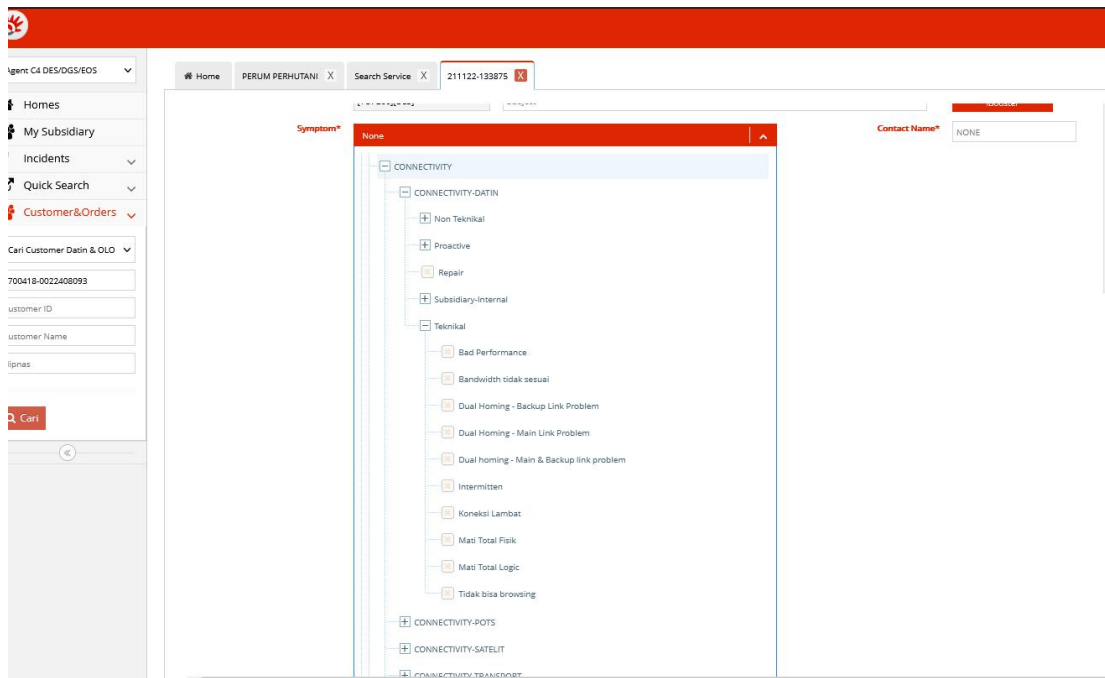 Agent C4 DES/DGS/EOS
Homes
My Subsidiary
Incidents
Quick Search
Customer&Orders
Cari Customer Datin & OLO
700418-0022408093
ustomer ID
ustomer Name
lipnas
Cari
Home
PERUM PERHUTANI X
Search Service X
211122-133875 X
Symptom*
None
Contact Name*
NONE
CONNECTIVITY
CONNECTIVITY-DATIN
Non Teknikal
Proactive
Repair
Subsidiary-Internal
Teknikal
Bad Performance
Bandwidth tidak sesuai
Dual Homing - Backup Link Problem
Dual Homing - Main Link Problem
Dual homing - Main & Backup link problem
Intermitten
Koneksi Lambat
Mati Total Fisik
Mati Total Logic
Tidak bisa browsing
CONNECTIVITY-POTS
CONNECTIVITY-SATELIT
CONNECTIVITY-TRANSPORT